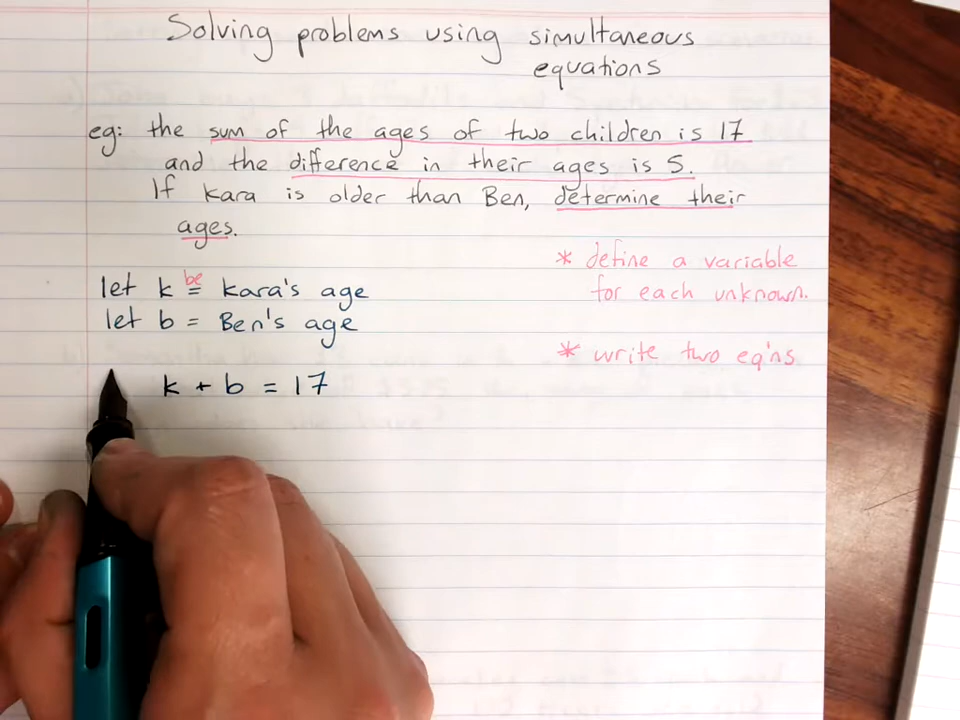 Solving problems using simultaneous
equations
eg: the sum of the ages of two children is 17
and the difference in their ages is 5.
If Kara is older than Ben, determine their
ages.
* define a variable
for each unknown.
let k be = Kara's age
let b = Ben's age
* write two eq'ns
k + b = 17